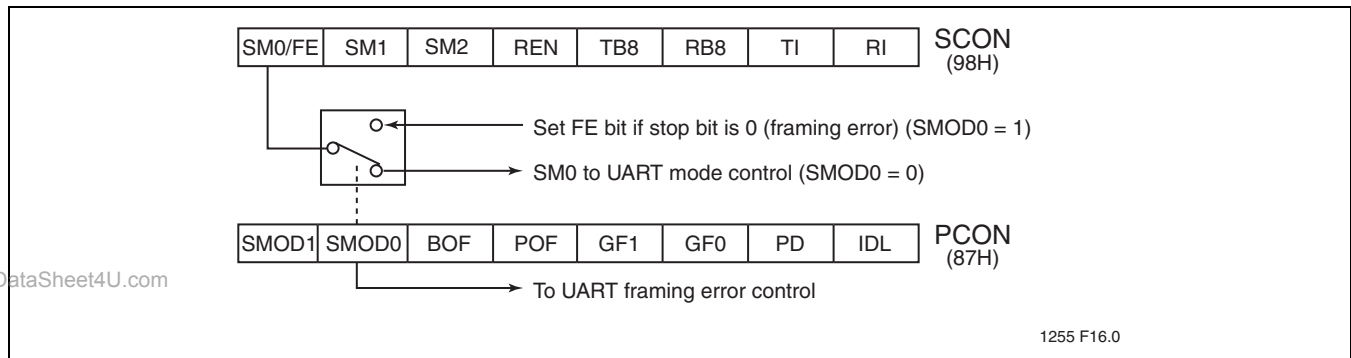 SM0/FE SM1 SM2 REN TB8 RB8 TI RI SCON
(98H)
Set FE bit if stop bit is 0 (framing error) (SMOD0 = 1)
SM0 to UART mode control (SMOD0 = 0)
SMOD1 SMOD0 BOF POF GF1 GF0 PD IDL PCON
(87H)
DataSheet4U.com
To UART framing error control
1255 F16.0